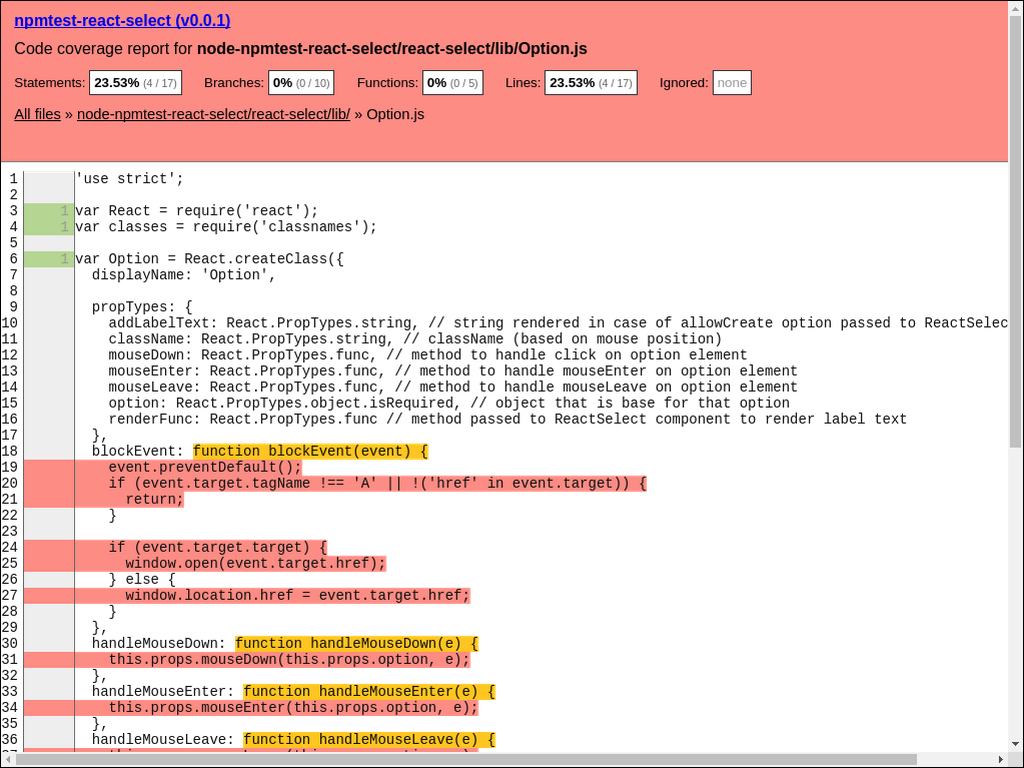 npmtest-react-select (v0.0.1)
Code coverage report for node-npmtest-react-select/react-select/lib/Option.js
Statements: 23.53% (4 / 17) Branches: 0% (0 / 10) Functions: 0% (0 / 5) Lines: 23.53% (4 / 17) Ignored: none
All files » node-npmtest-react-select/react-select/lib/ » Option.js
1 'use strict';
2
3 1 var React = require('react');
4 1 var classes = require('classnames');
5
6 1 var Option = React.createClass({
7 displayName: 'Option',
8
9 propTypes: {
10 addLabelText: React.PropTypes.string, // string rendered in case of allowCreate option passed to ReactSelec
11 className: React.PropTypes.string, // className (based on mouse position)
12 mouseDown: React.PropTypes.func, // method to handle click on option element
13 mouseEnter: React.PropTypes.func, // method to handle mouseEnter on option element
14 mouseLeave: React.PropTypes.func, // method to handle mouseLeave on option element
15 option: React.PropTypes.object.isRequired, // object that is base for that option
16 renderFunc: React.PropTypes.func // method passed to ReactSelect component to render label text
17 },
18 blockEvent: function blockEvent(event) {
19 event.preventDefault();
20 if (event.target.tagName !== 'A' || !('href' in event.target)) {
21 return;
22 }
23
24 if (event.target.target) {
25 window.open(event.target.href);
26 } else {
27 window.location.href = event.target.href;
28 }
29 },
30 handleMouseDown: function handleMouseDown(e) {
31 this.props.mouseDown(this.props.option, e);
32 },
33 handleMouseEnter: function handleMouseEnter(e) {
34 this.props.mouseEnter(this.props.option, e);
35 },
36 handleMouseLeave: function handleMouseLeave(e) {